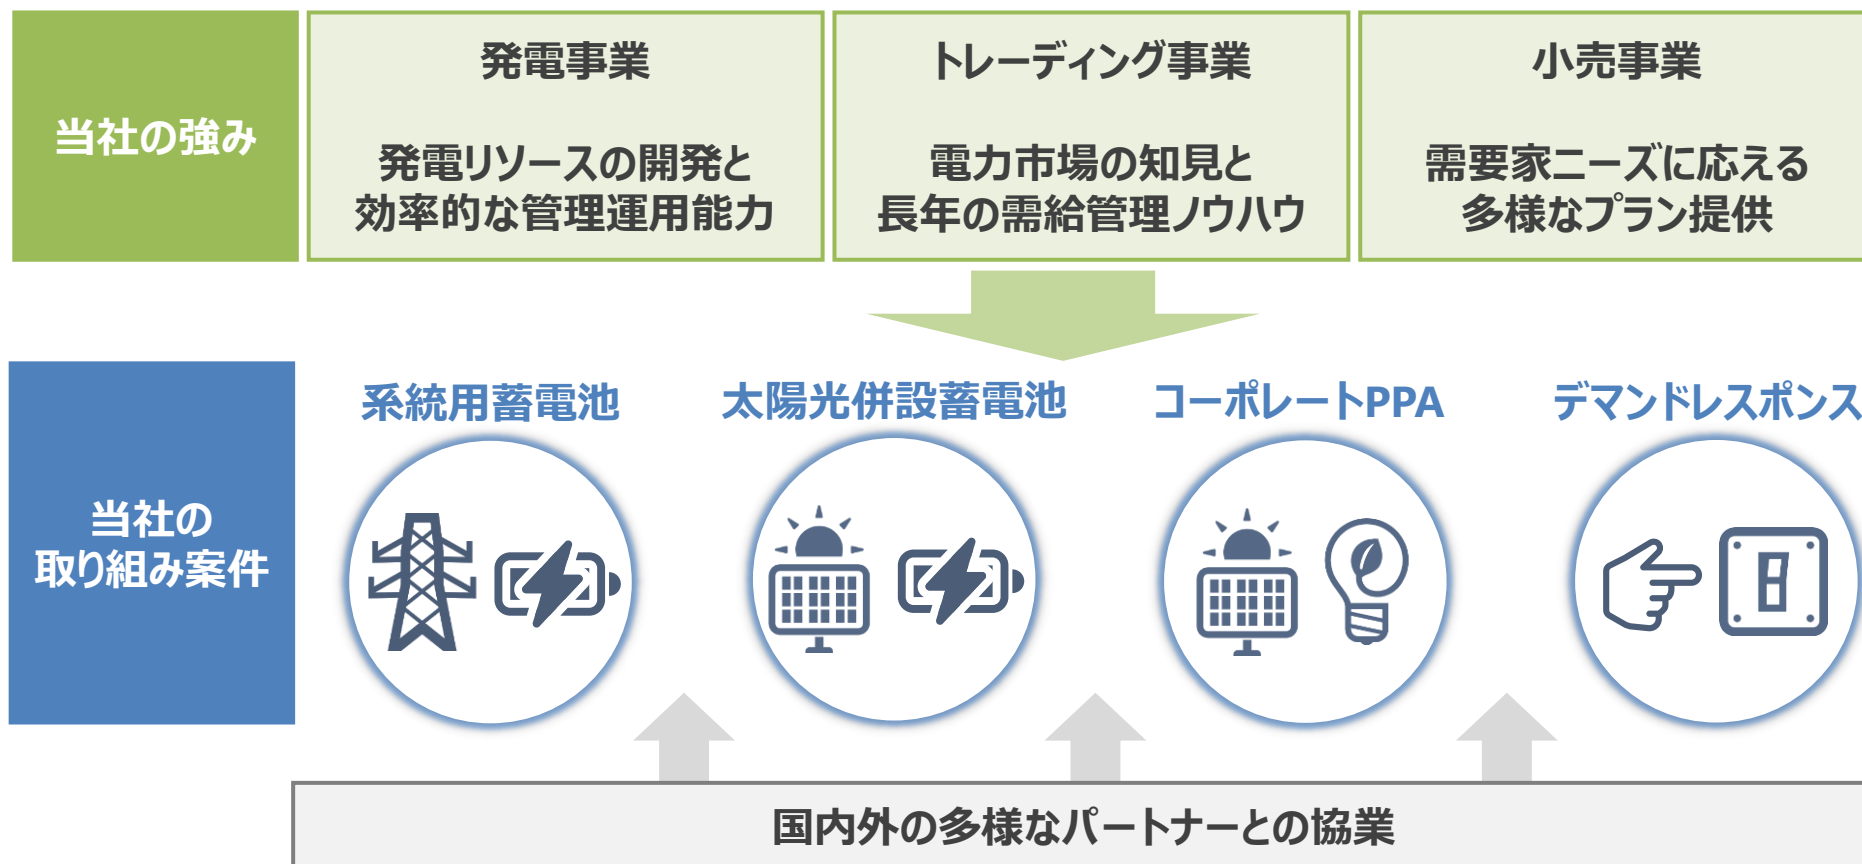 当社の強み
発電事業
発電リソースの開発と
効率的な管理運用能力
トレーディング事業
電力市場の知見と
長年の需給管理ノウハウ
小売事業
需要家ニーズに応える
多様なプラン提供
当社の
取り組み案件
系統用蓄電池
太陽光併設蓄電池
コーポレートPPA
デマンドレスポンス
国内外の多様なパートナーとの協業